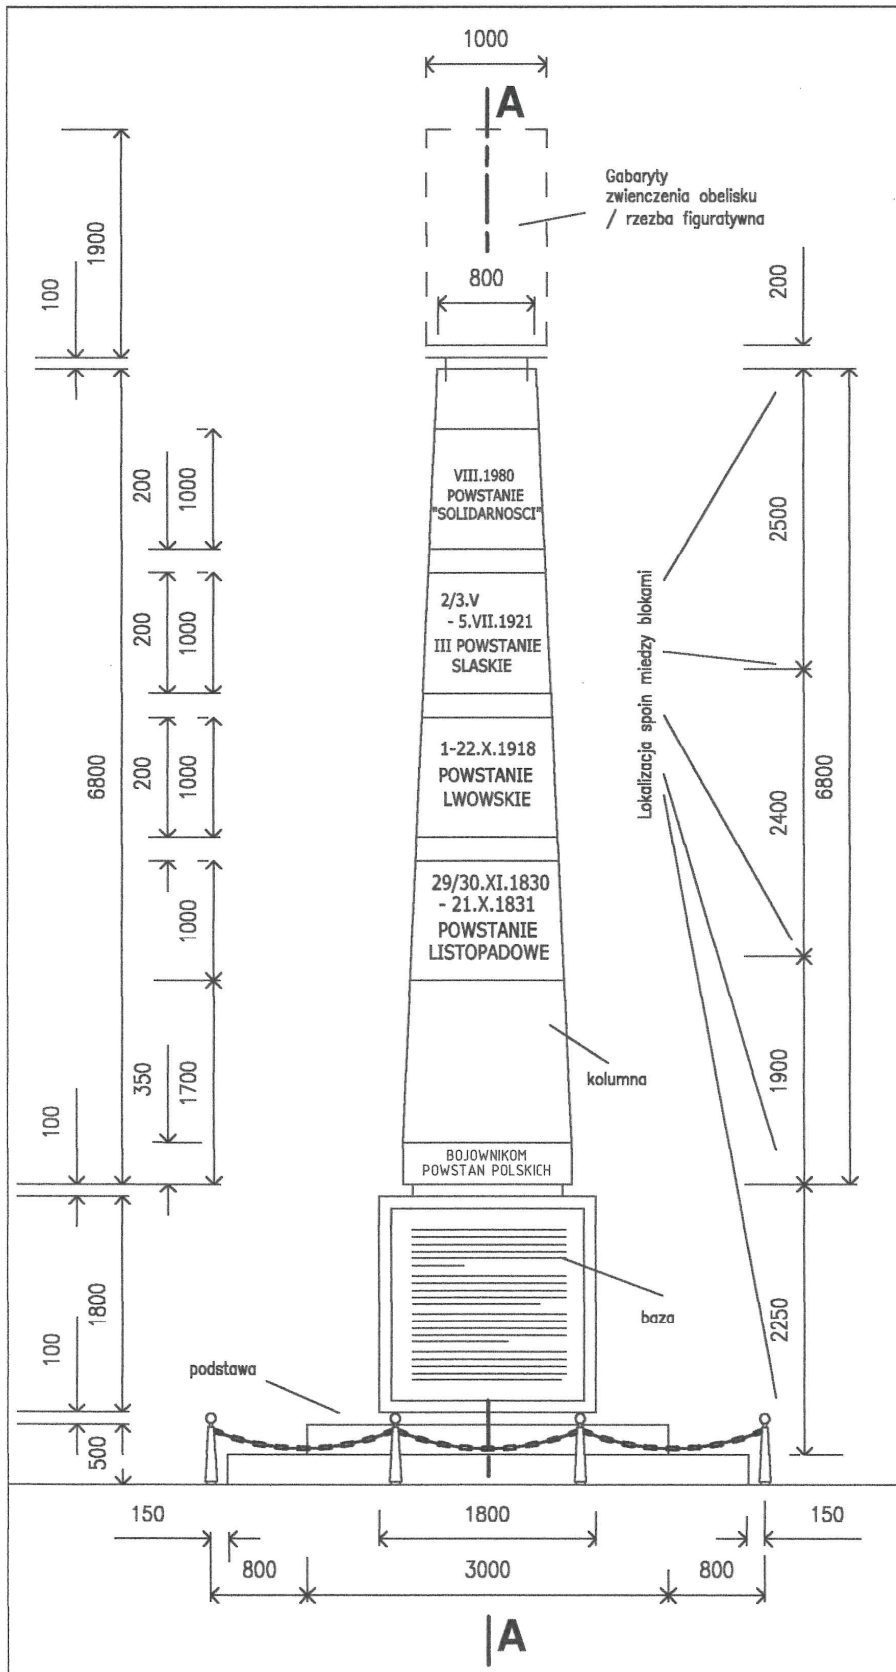 1000
A
Gabaryty
zwienczenia obelisku
/ rzezba figuratywna
1900
100
800
200
VIII.1980
POWSTANIE
"SOLIDARNOSCI"
200
1000
2500
2/3.V
- 5.VII.1921
III POWSTANIE
SLASKIE
200
1000
Lokalizacja spoin miedzy blokami
6800
1-22.X.1918
POWSTANIE
LWOWSKIE
200
1000
2400
6800
29/30.XI.1830
- 21.X.1831
POWSTANIE
LISTOPADOWE
1000
kolumna
350
1700
1900
100
BOJOWNIKOM
POWSTAN POLSKICH
1800
baza
2250
100
podstawa
500
150
1800
150
800
3000
800
A